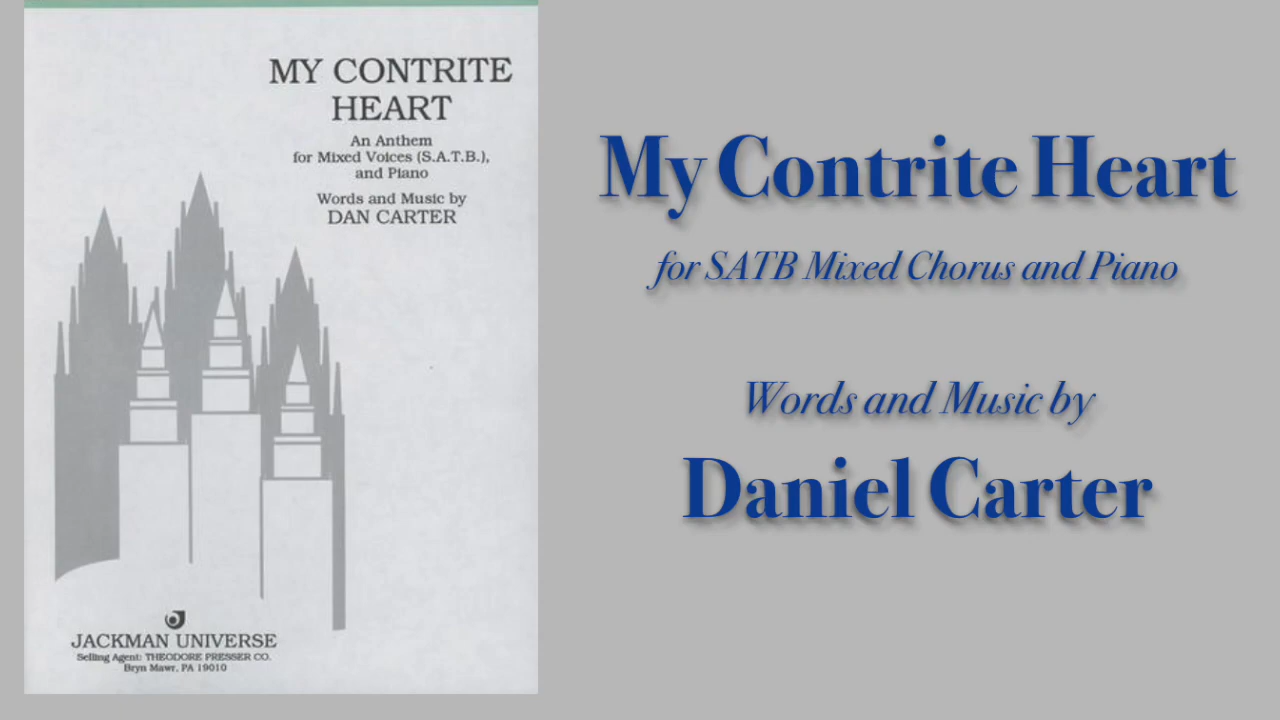 MY CONTRITE
HEART
An Anthem
for Mixed Voices (S.A.T.B.),
and Piano
Words and Music by
DAN CARTER
JACKMAN UNIVERSE
Selling Agent: THEODORE PRESSER CO.
Bryn Mawr, PA 19010
My Contrite Heart
for SATB Mixed Chorus and Piano
Words and Music by
Daniel Carter